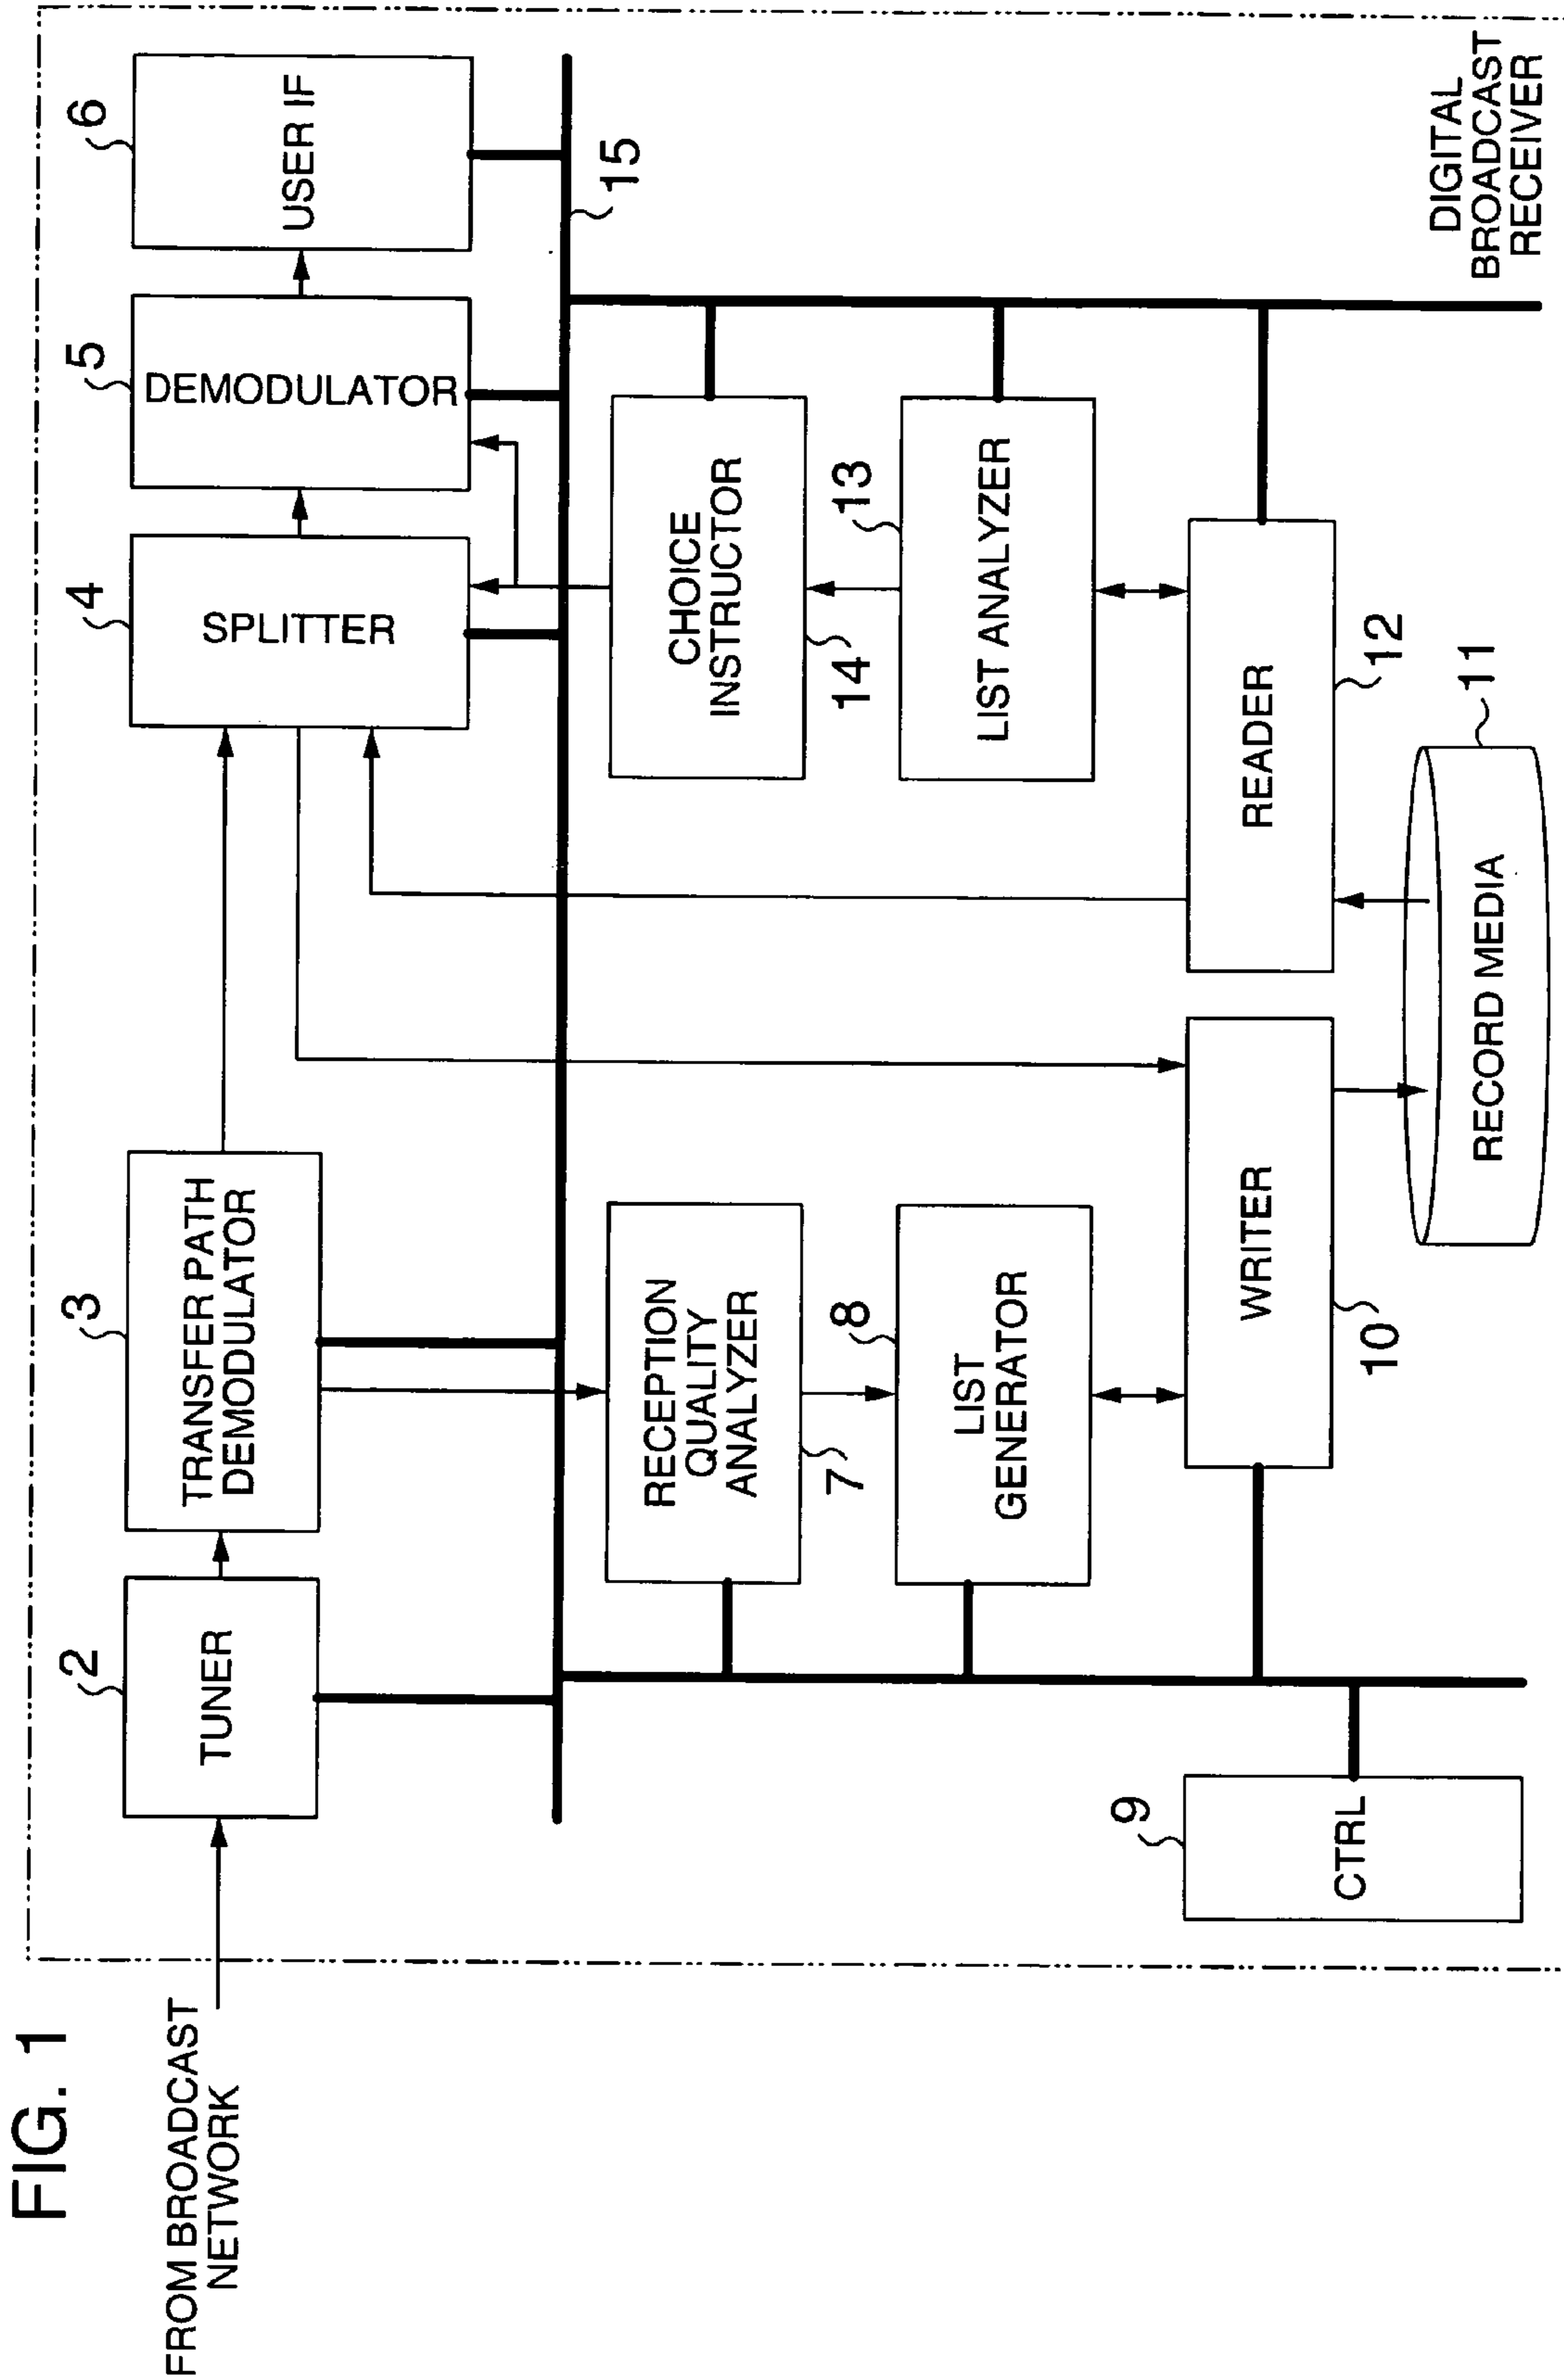 FIG. 1
FROM BROADCAST
NETWORK
2
TUNER
3
TRANSFER PATH
DEMODULATOR
4
SPLITTER
5
DEMODULATOR
6
USER IF
15
RECEPTION
QUALITY
ANALYZER
7
8
LIST
GENERATOR
CHOICE
INSTRUCTOR
14
13
LIST ANALYZER
9
CTRL
WRITER
10
READER
12
11
RECORD MEDIA
DIGITAL
BROADCAST
RECEIVER